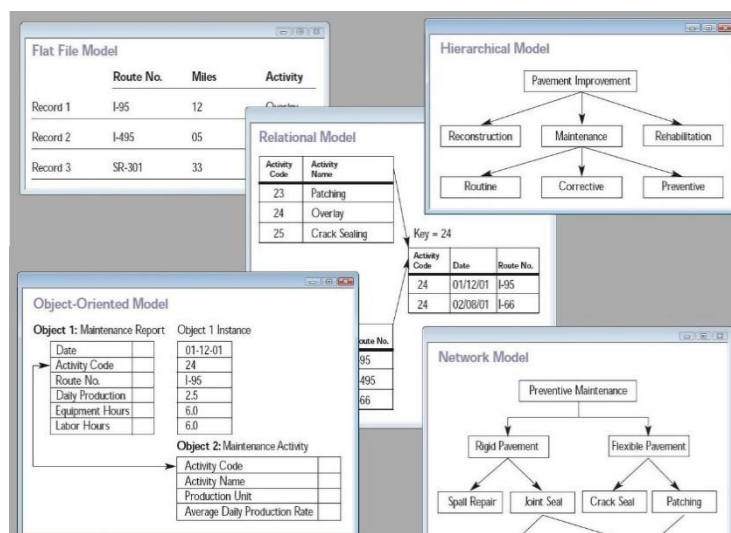 Flat File Model
Route No. Miles Activity
Record 1 I-95 12 Overlay
Record 2 I-495 05
Record 3 SR-301 33
Hierarchical Model
Pavement Improvement
Reconstruction Maintenance Rehabilitation
Routine Corrective Preventive
Relational Model
Activity Code Activity Name
23 Patching
24 Overlay
25 Crack Sealing
Key = 24
Activity Code Date Route No.
24 01/12/01 I-95
24 02/08/01 I-66
oute No.
95
495
66
Object-Oriented Model
Object 1: Maintenance Report Object 1 Instance
Date 01-12-01
Activity Code 24
Route No. I-95
Daily Production 2.5
Equipment Hours 6.0
Labor Hours 6.0
Object 2: Maintenance Activity
Activity Code
Activity Name
Production Unit
Average Daily Production Rate
Network Model
Preventive Maintenance
Rigid Pavement Flexible Pavement
Spall Repair Joint Seal Crack Seal Patching